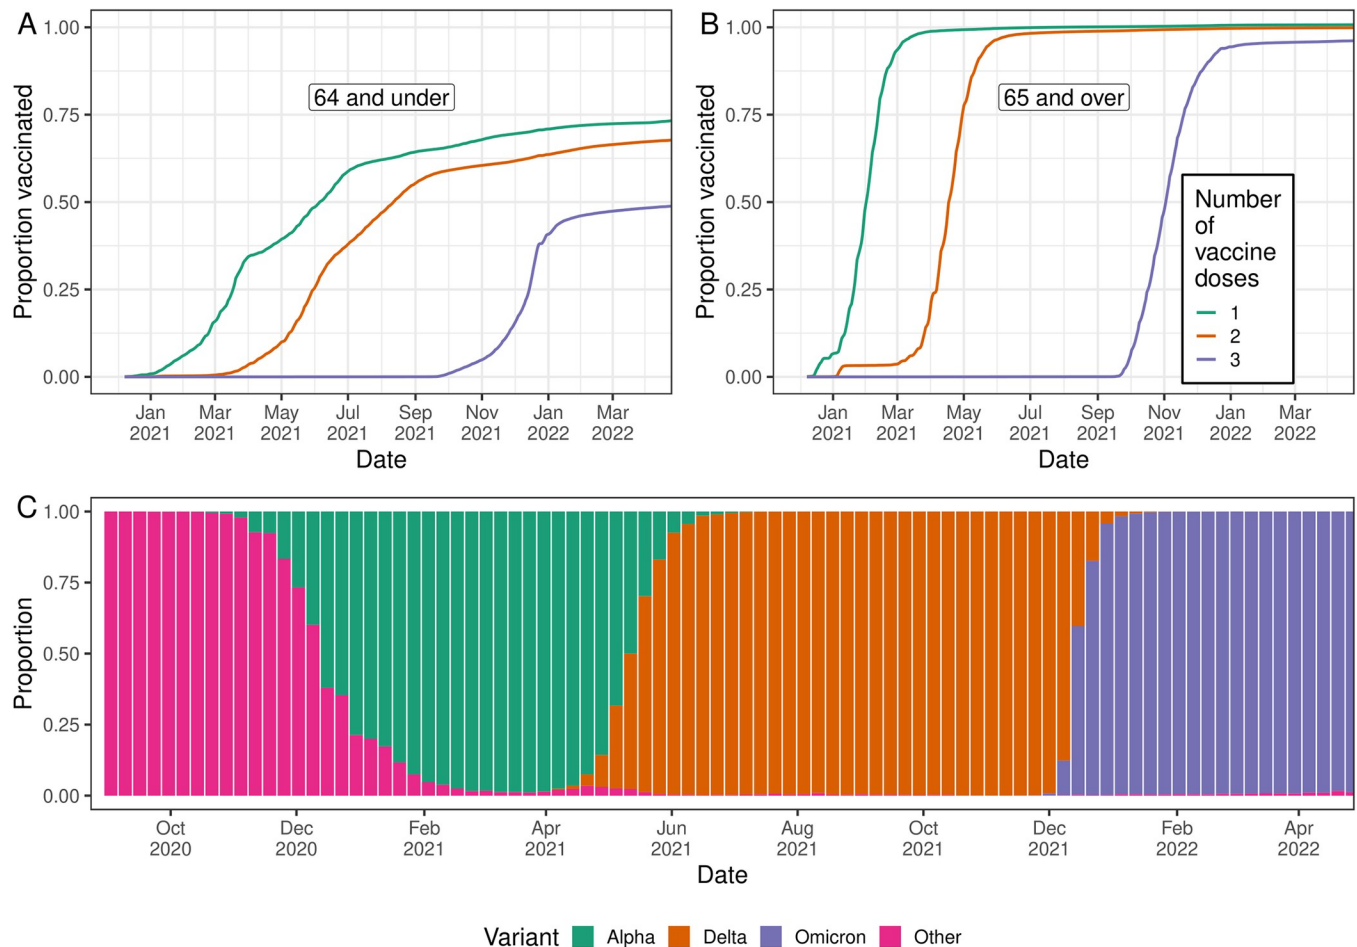 A
1.00
0.75
0.50
0.25
0.00
Proportion vaccinated
64 and under
Jan Mar May Jul Sep Nov Jan Mar
2021 2021 2021 2021 2021 2021 2022 2022
Date
B
1.00
0.75
0.50
0.25
0.00
Proportion vaccinated
65 and over
Number
of
vaccine
doses
1
2
3
Jan Mar May Jul Sep Nov Jan Mar
2021 2021 2021 2021 2021 2021 2022 2022
Date
C
1.00
0.75
0.50
0.25
0.00
Proportion
Oct Dec Feb Apr Jun Aug Oct Dec Feb Apr
2020 2020 2021 2021 2021 2021 2021 2021 2022 2022
Date
Variant Alpha Delta Omicron Other